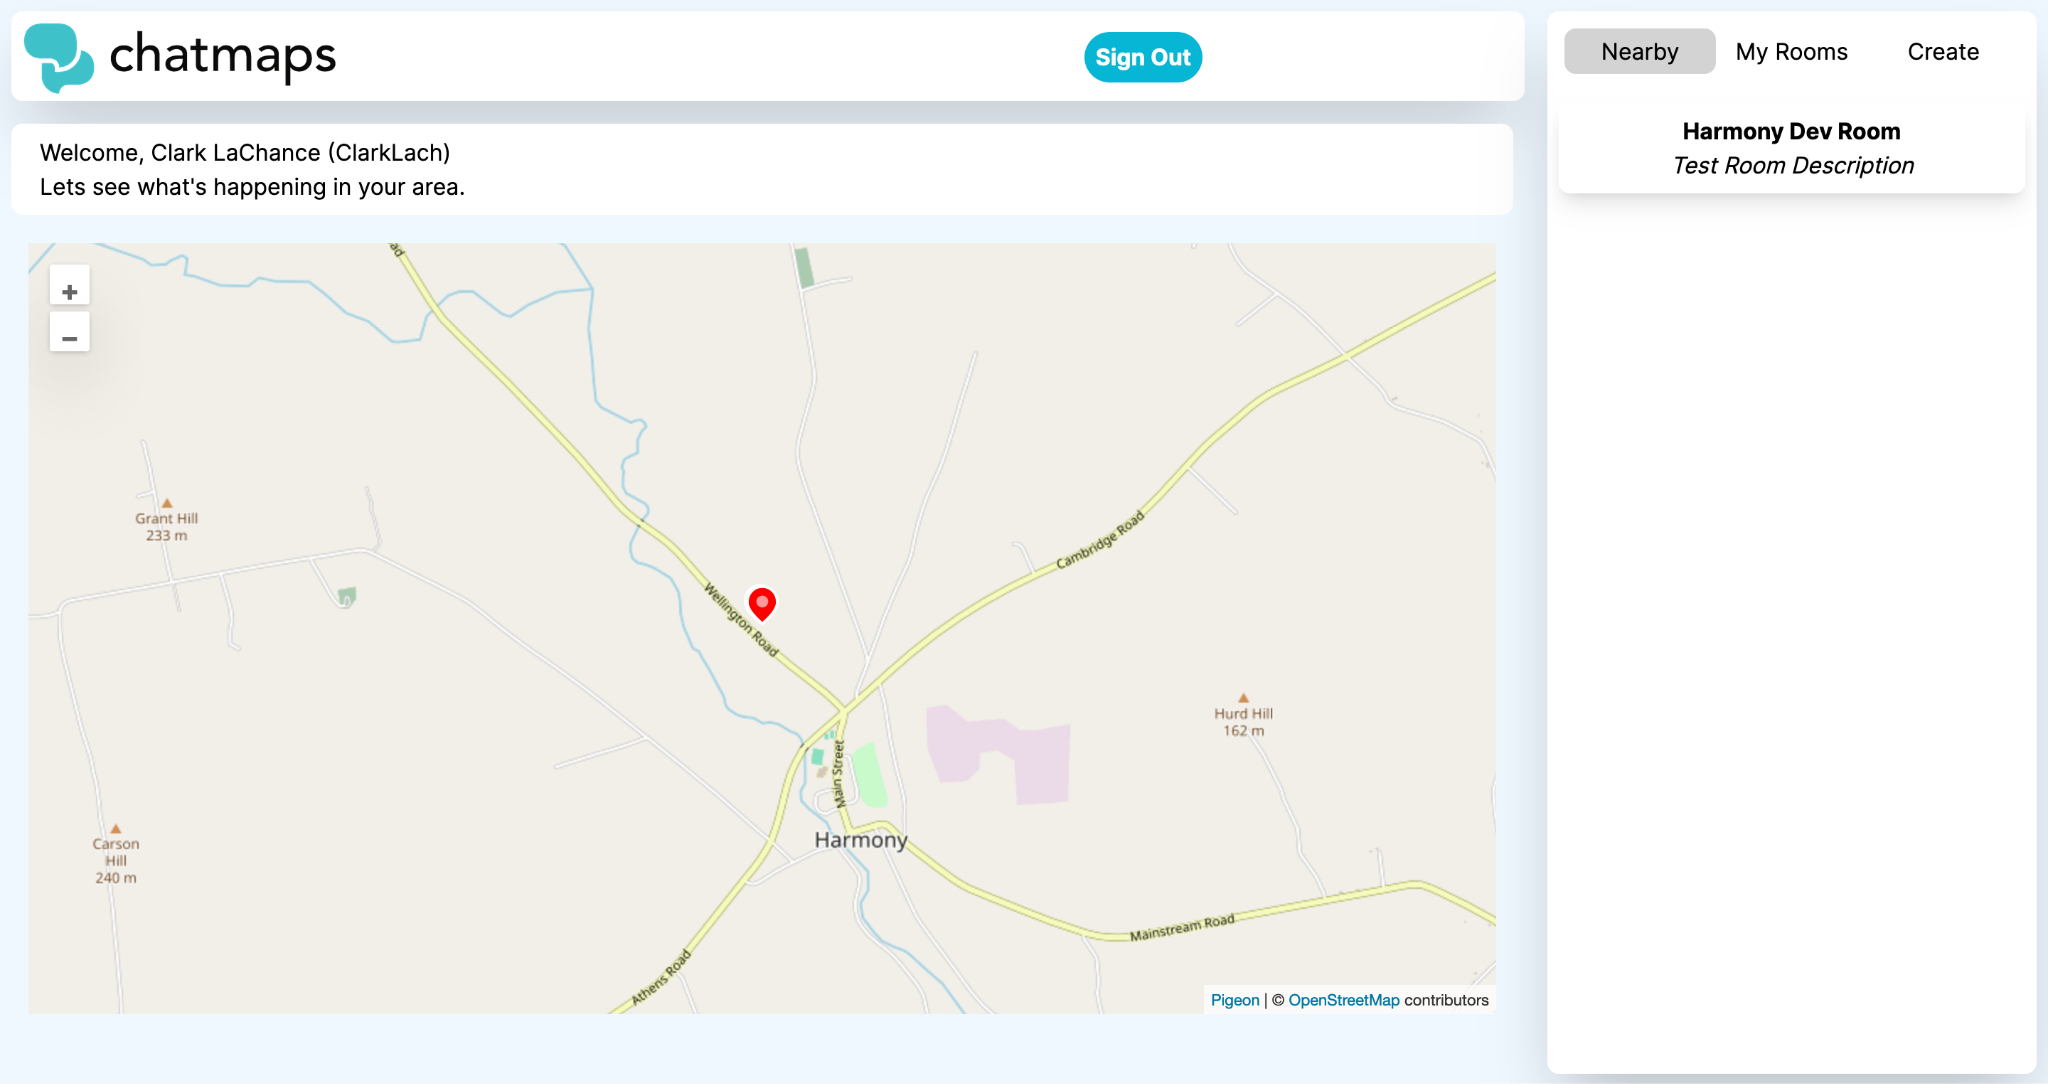 chatmaps
Sign Out
Welcome, Clark LaChance (ClarkLach)
Lets see what's happening in your area.
Nearby
My Rooms
Create
Harmony Dev Room
Test Room Description
+
−
ad
Grant Hill
233 m
Wellington Road
Cambridge Road
Hurd Hill
162 m
Main Street
Harmony
Carson
Hill
240 m
Mainstream Road
Athens Road
Pigeon | © OpenStreetMap contributors